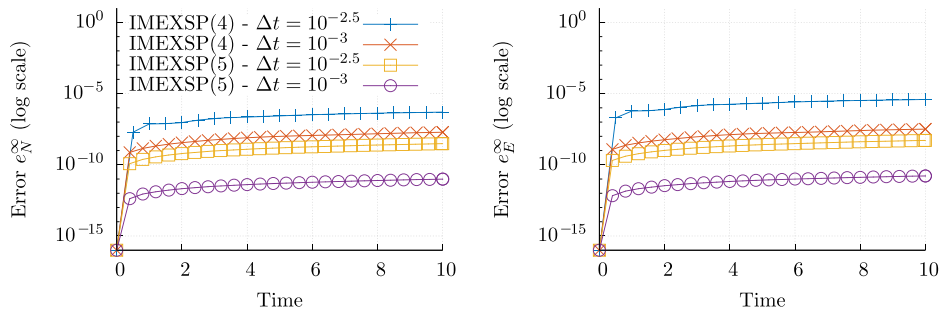 Error e_N^∞ (log scale)
10^0
10^{-5}
10^{-10}
10^{-15}
IMEXSP(4) - Δt = 10^{-2.5}
IMEXSP(4) - Δt = 10^{-3}
IMEXSP(5) - Δt = 10^{-2.5}
IMEXSP(5) - Δt = 10^{-3}
0 2 4 6 8 10
Time
Error e_E^∞ (log scale)
10^0
10^{-5}
10^{-10}
10^{-15}
0 2 4 6 8 10
Time